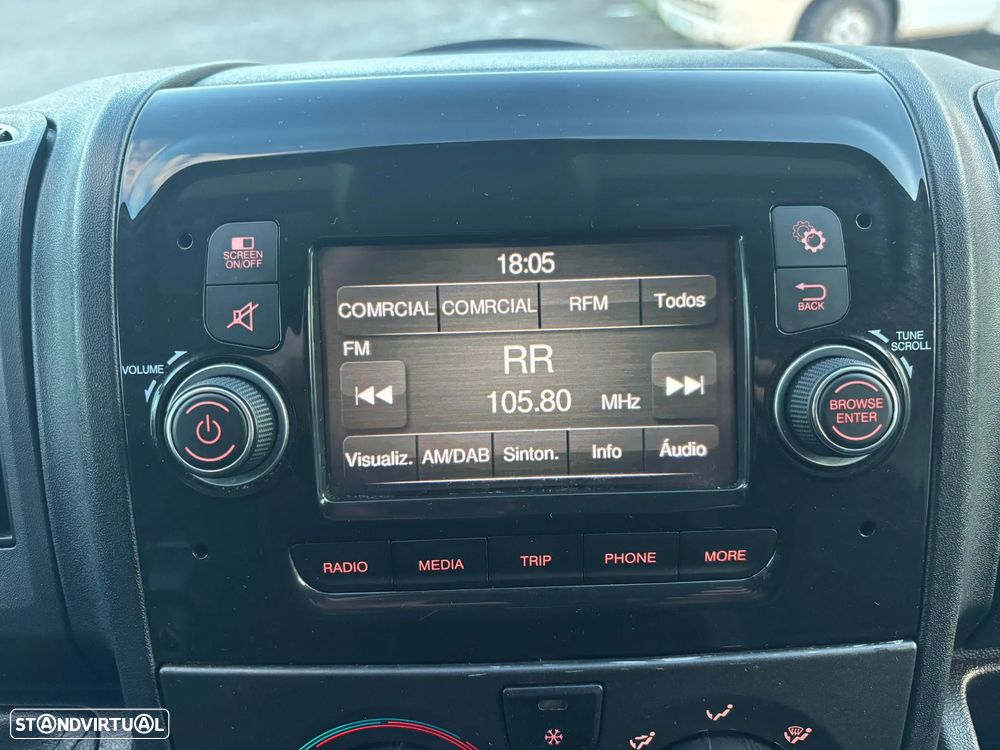 SCREEN
ON/OFF
BACK
VOLUME
TUNE
SCROLL
BROWSE
ENTER
18:05
COMRCIAL COMRCIAL RFM Todos
FM
RR
105.80 MHz
Visualiz. AM/DAB Sinton. Info Áudio
RADIO MEDIA TRIP PHONE MORE
STANDVIRTUAL